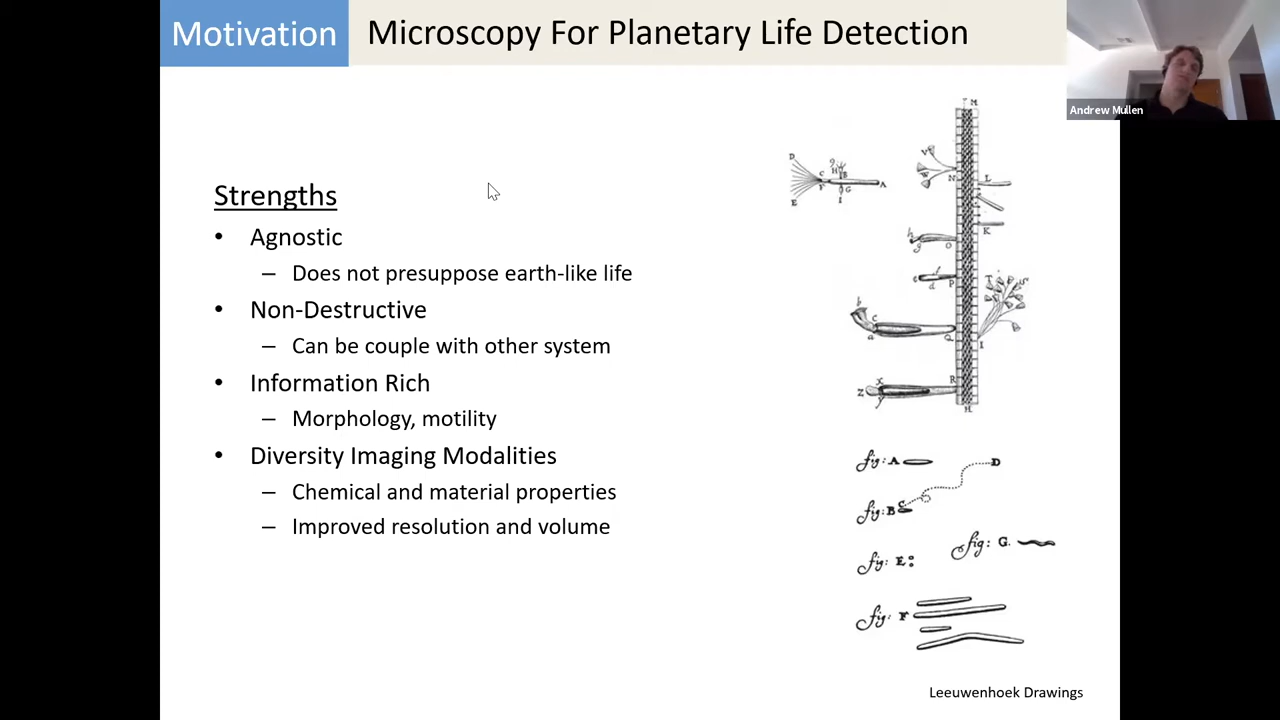 Motivation
Microscopy For Planetary Life Detection
Andrew Mullen
Strengths
• Agnostic
– Does not presuppose earth-like life
• Non-Destructive
– Can be couple with other system
• Information Rich
– Morphology, motility
• Diversity Imaging Modalities
– Chemical and material properties
– Improved resolution and volume
D
C
H B
F
G
A
E
I
M
V
W
N
L
K
h
g
O
P
d
T
S
b
c
a
Q
I
X
R
Z
y
H
fig: A
D
fig: B
C
fig: G.
fig: E
fig: F
Leeuwenhoek Drawings